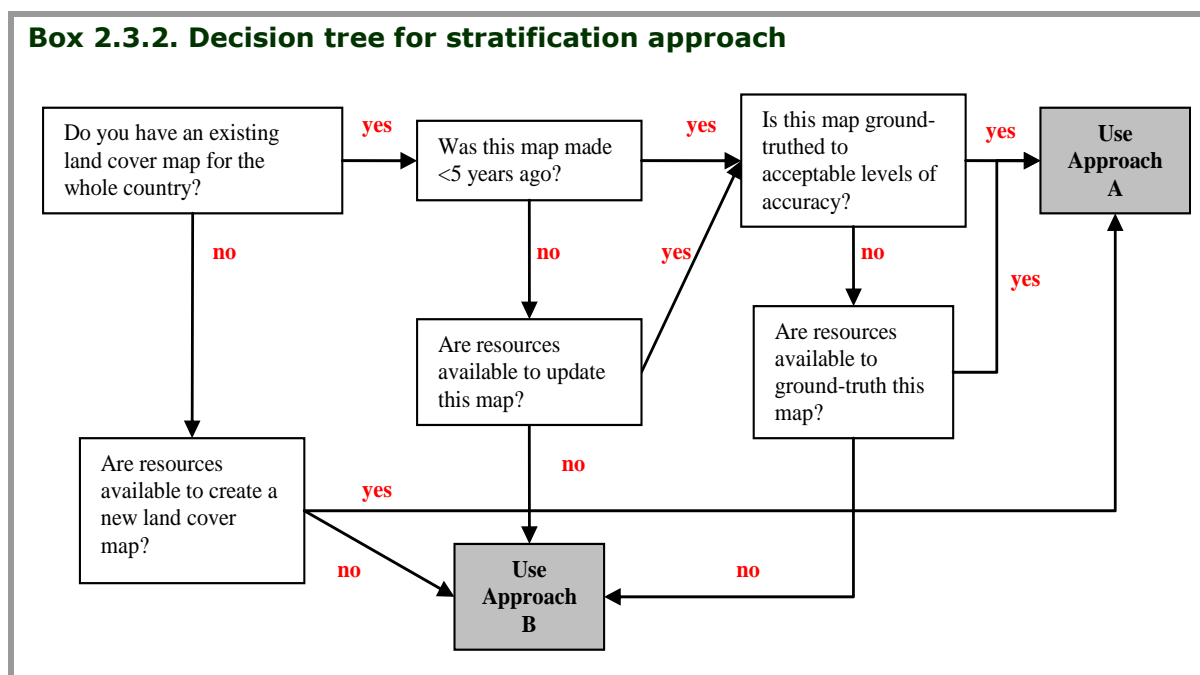 Box 2.3.2. Decision tree for stratification approach
Do you have an existing
land cover map for the
whole country?
yes
Was this map made
<5 years ago?
yes
Is this map ground-
truthed to
acceptable levels of
accuracy?
yes
Use
Approach
A
no
no
yes
no
yes
Are resources
available to update
this map?
Are resources
available to
ground-truth this
map?
Are resources
available to create a
new land cover
map?
yes
no
no
Use
Approach
B
no